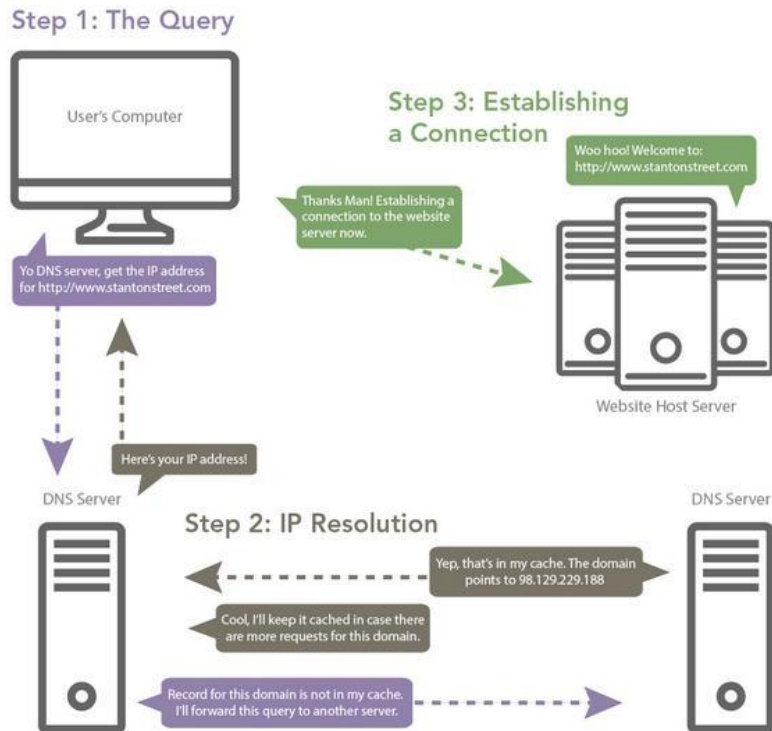 Step 1: The Query
User's Computer
Step 3: Establishing
a Connection
Woo hoo! Welcome to:
http://www.stantonstreet.com
Thanks Man! Establishing a
connection to the website
server now.
Yo DNS server, get the IP address
for http://www.stantonstreet.com
Website Host Server
Here's your IP address!
DNS Server
DNS Server
Step 2: IP Resolution
Yep, that's in my cache. The domain
points to 98.129.229.188
Cool, I'll keep it cached in case there
are more requests for this domain.
Record for this domain is not in my cache.
I'll forward this query to another server.